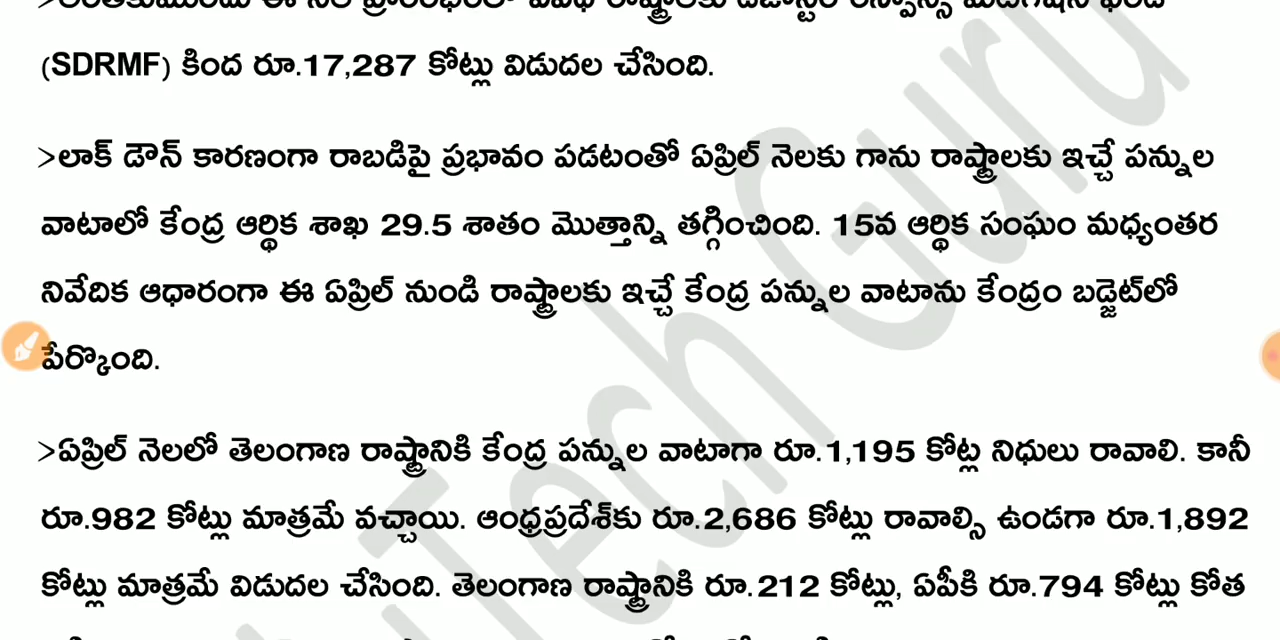 (SDRMF) కింద రూ.17,287 కోట్లు విడుదల చేసింది.
>లాక్ డౌన్ కారణంగా రాబడిపై ప్రభావం పడటంతో ఏప్రిల్ నెలకు గాను రాష్ట్రాలకు ఇచ్చే పన్నుల
వాటాలో కేంద్ర ఆర్థిక శాఖ 29.5 శాతం మొత్తాన్ని తగ్గించింది. 15వ ఆర్థిక సంఘం మధ్యంతర
నివేదిక ఆధారంగా ఈ ఏప్రిల్ నుండి రాష్ట్రాలకు ఇచ్చే కేంద్ర పన్నుల వాటాను కేంద్రం బడ్జెట్‌లో
పేర్కొంది.
>ఏప్రిల్ నెలలో తెలంగాణ రాష్ట్రానికి కేంద్ర పన్నుల వాటాగా రూ.1,195 కోట్ల నిధులు రావాలి. కానీ
రూ.982 కోట్లు మాత్రమే వచ్చాయి. ఆంధ్రప్రదేశ్‌కు రూ.2,686 కోట్లు రావాల్సి ఉండగా రూ.1,892
కోట్లు మాత్రమే విడుదల చేసింది. తెలంగాణ రాష్ట్రానికి రూ.212 కోట్లు, ఏపీకి రూ.794 కోట్లు కోత
Tech Guru